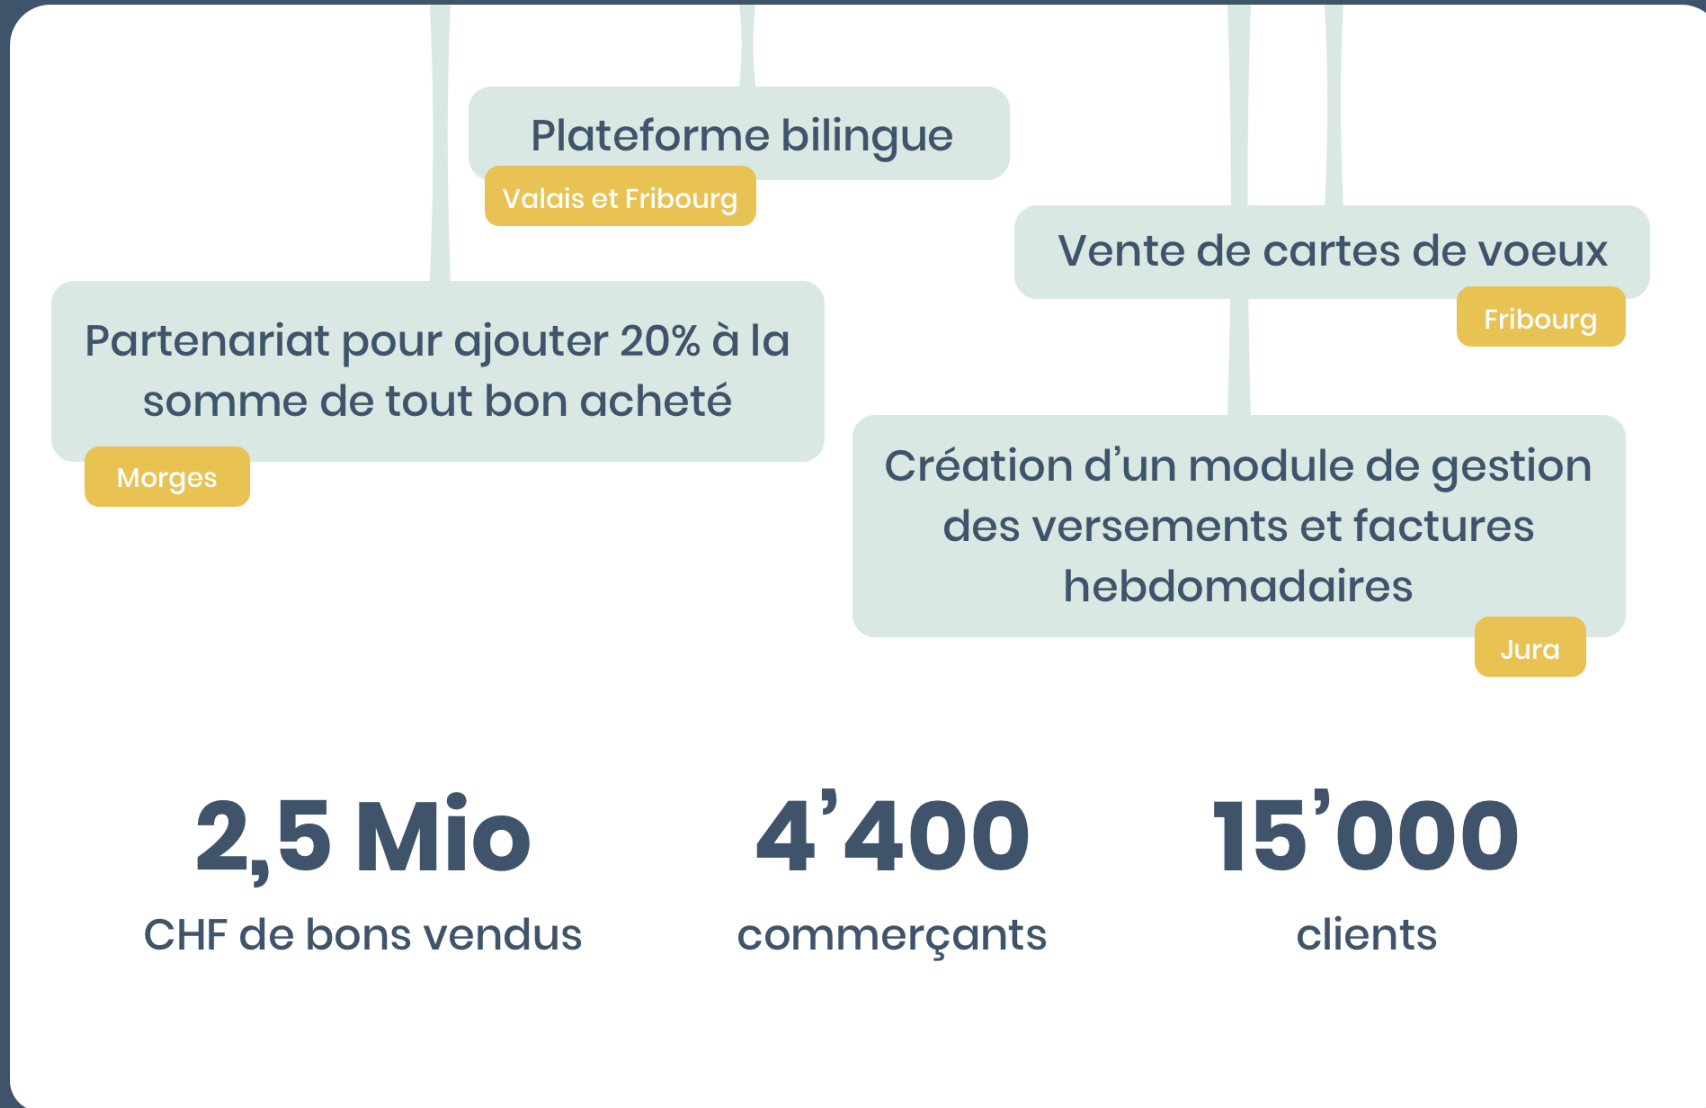 Plateforme bilingue
Valais et Fribourg
Vente de cartes de voeux
Fribourg
Partenariat pour ajouter 20% à la
somme de tout bon acheté
Morges
Création d’un module de gestion
des versements et factures
hebdomadaires
Jura
2,5 Mio
CHF de bons vendus
4’400
commerçants
15’000
clients